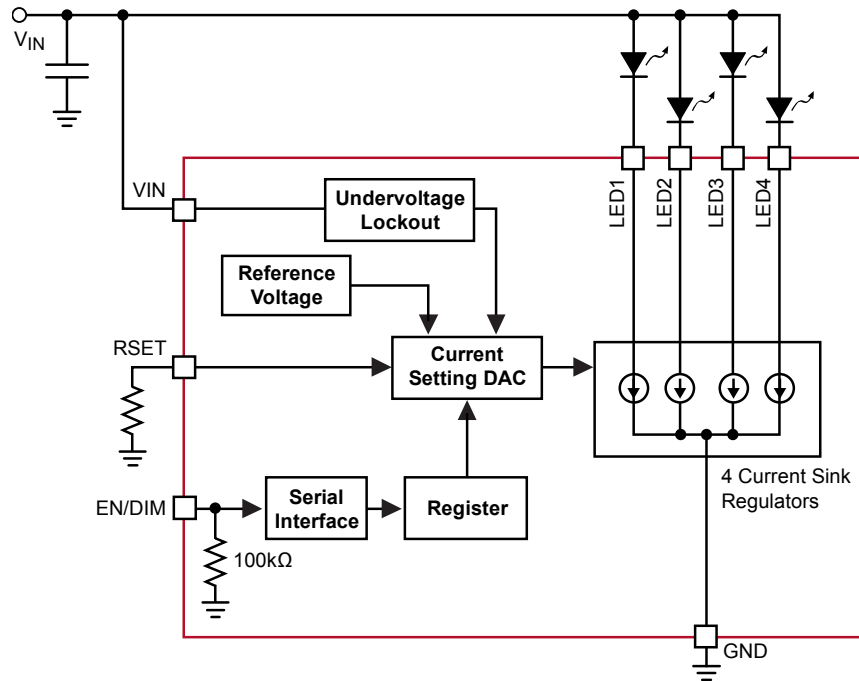 VIN
VIN
Undervoltage
Lockout
LED1
LED2
LED3
LED4
Reference
Voltage
RSET
Current
Setting DAC
4 Current Sink
Regulators
EN/DIM
Serial
Interface
Register
100kΩ
GND